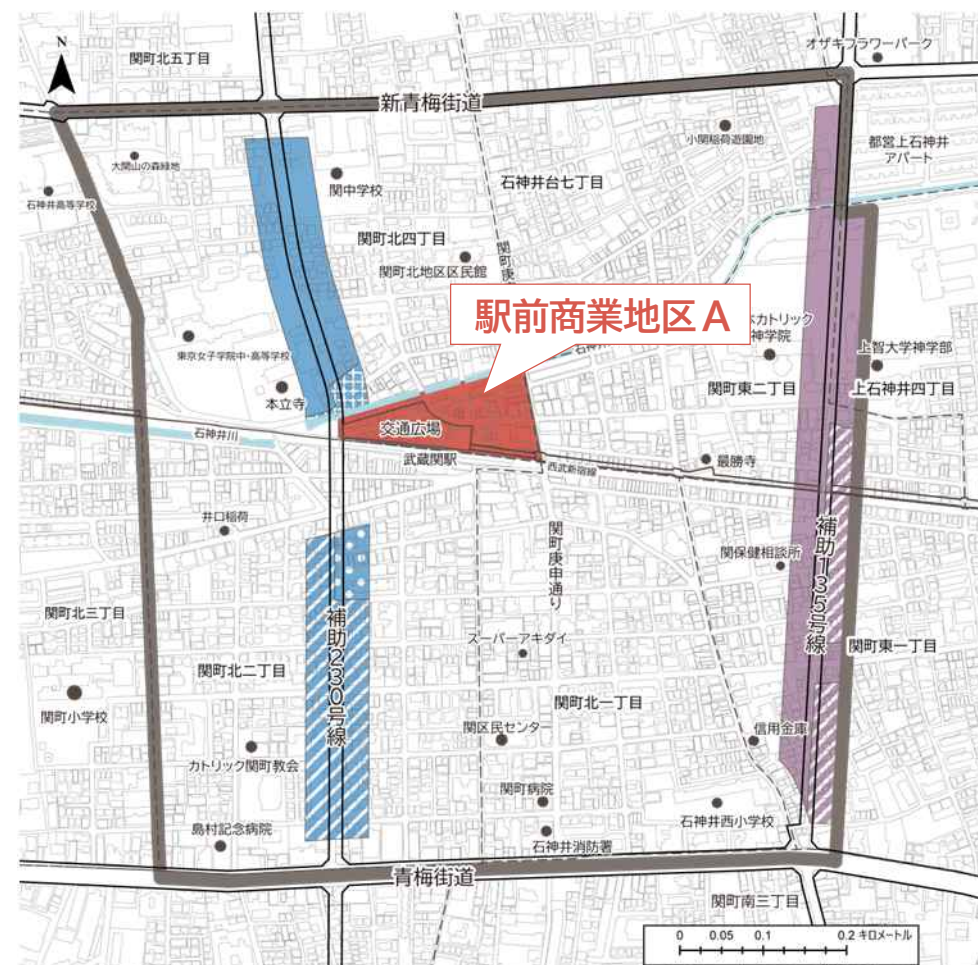 オザキフラワーパーク
N
関町北五丁目
新青梅街道
小関稲荷遊園地
都営上石神井
アパート
大関山の森緑地
石神井高等学校
関中学校
石神井台七丁目
関町北四丁目
関町北地区区民館
関町庚
駅前商業地区A
カトリック
神学院
石神井
東京女子学院中・高等学校
上智大学神学部
関町東二丁目
上石神井四丁目
本立寺
交通広場
石神井川
武蔵関駅
西武新宿線
最勝寺
井口稲荷
関町庚申通り
補助135号線
関保健相談所
関町北三丁目
補助230号線
スーパーアキダイ
関町東一丁目
関町北二丁目
関町北一丁目
関町小学校
関区民センター
信用金庫
カトリック関町教会
関町病院
島村記念病院
石神井消防署
石神井西小学校
青梅街道
関町南三丁目
0 0.05 0.1 0.2 キロメートル